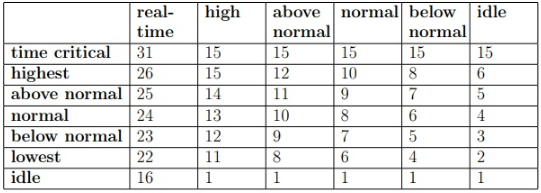 real-time high above normal normal below normal idle
time critical 31 15 15 15 15 15
highest 26 15 12 10 8 6
above normal 25 14 11 9 7 5
normal 24 13 10 8 6 4
below normal 23 12 9 7 5 3
lowest 22 11 8 6 4 2
idle 16 1 1 1 1 1